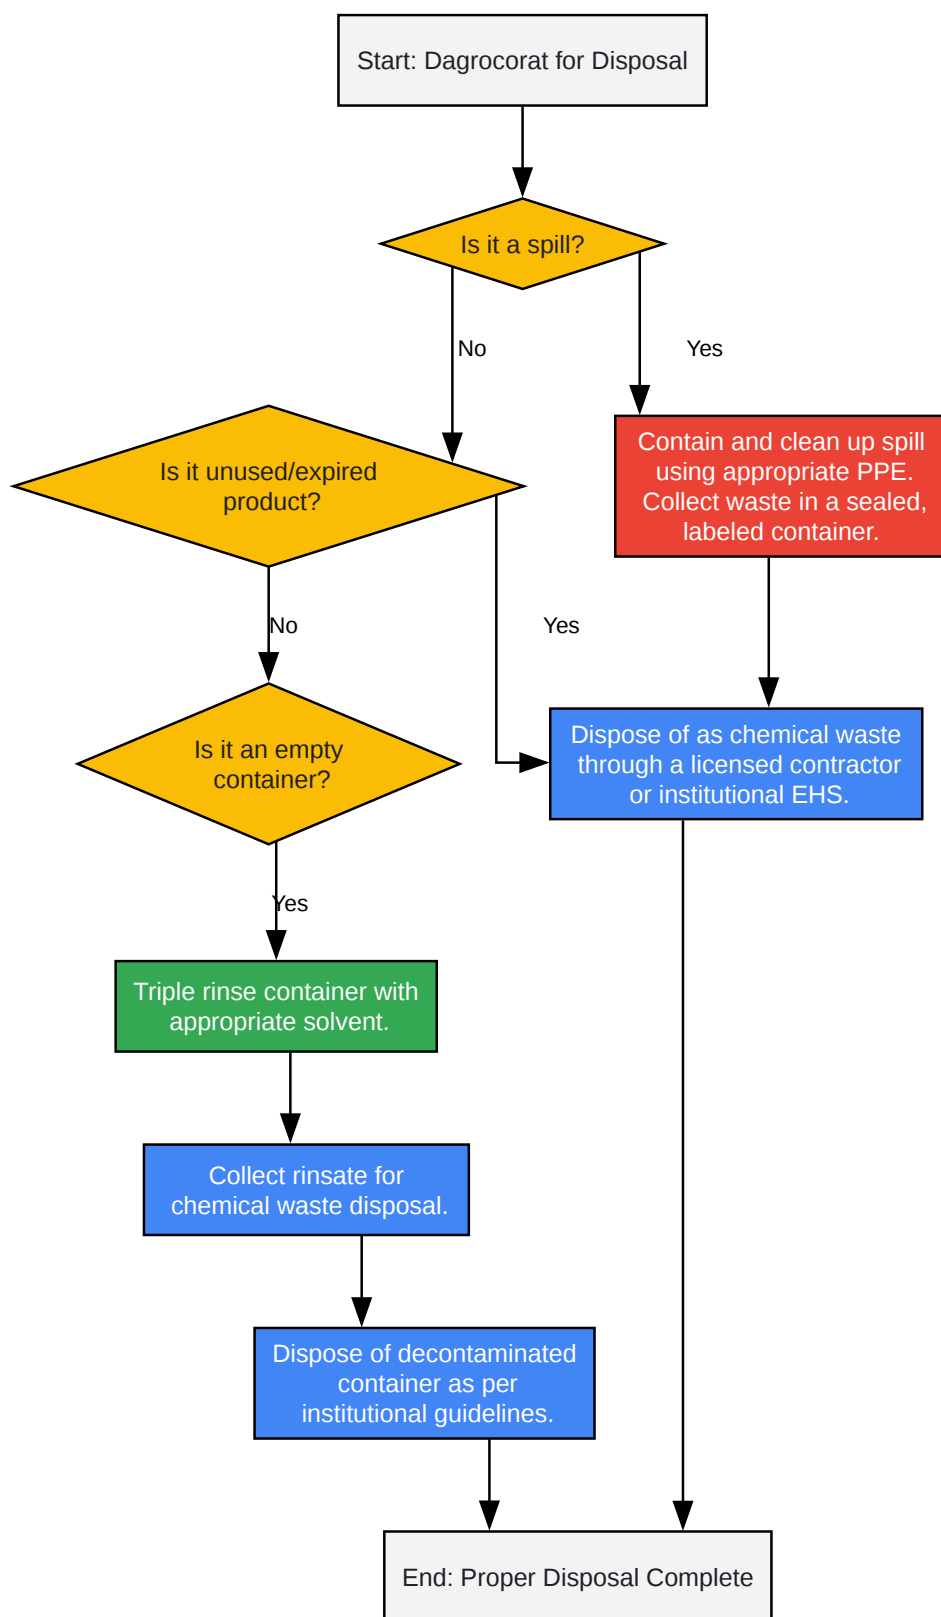 Start: Dagrocorat for Disposal
Is it a spill?
No
Yes
Is it unused/expired
product?
Contain and clean up spill
using appropriate PPE.
Collect waste in a sealed,
labeled container.
No
Yes
Is it an empty
container?
Dispose of as chemical waste
through a licensed contractor
or institutional EHS.
Yes
Triple rinse container with
appropriate solvent.
Collect rinsate for
chemical waste disposal.
Dispose of decontaminated
container as per
institutional guidelines.
End: Proper Disposal Complete